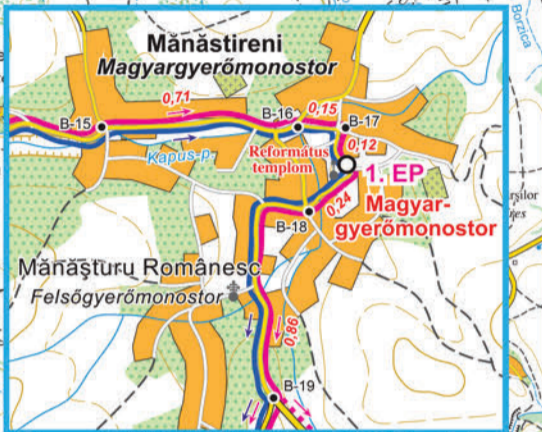 Borzica
Mănăstireni
Magyargyerőmonostor
0,71
B-15
B-16
0,15
B-17
Kapus p.
Református
templom
0,12
1. EP
0,24
Magyar-
gyerőmonostor
B-18
Mănăşturu Românesc
Felsőgyerőmonostor
0,86
B-19